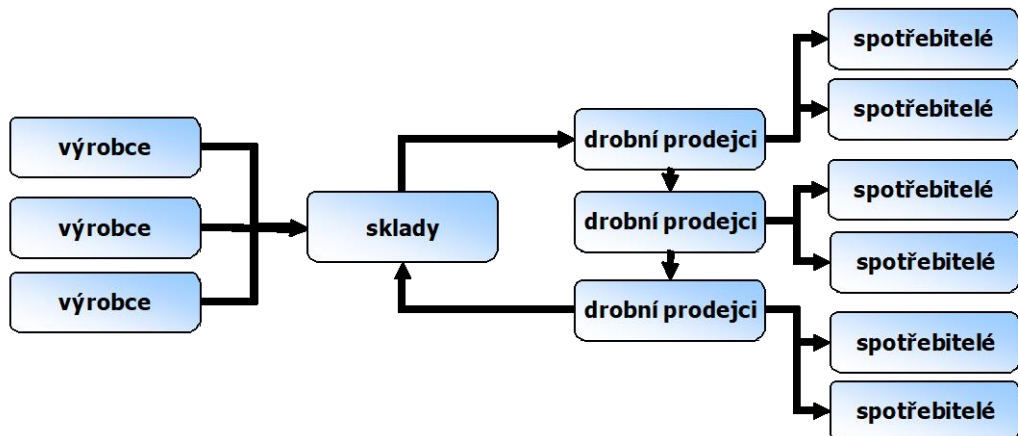 výrobce
výrobce
výrobce
sklady
drobní prodejci
drobní prodejci
drobní prodejci
spotřebitelé
spotřebitelé
spotřebitelé
spotřebitelé
spotřebitelé
spotřebitelé